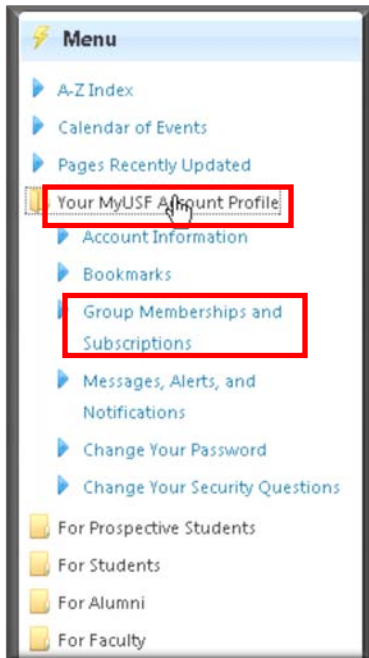 Menu
A-Z Index
Calendar of Events
Pages Recently Updated
Your MyUSF Account Profile
Account Information
Bookmarks
Group Memberships and
Subscriptions
Messages, Alerts, and
Notifications
Change Your Password
Change Your Security Questions
For Prospective Students
For Students
For Alumni
For Faculty